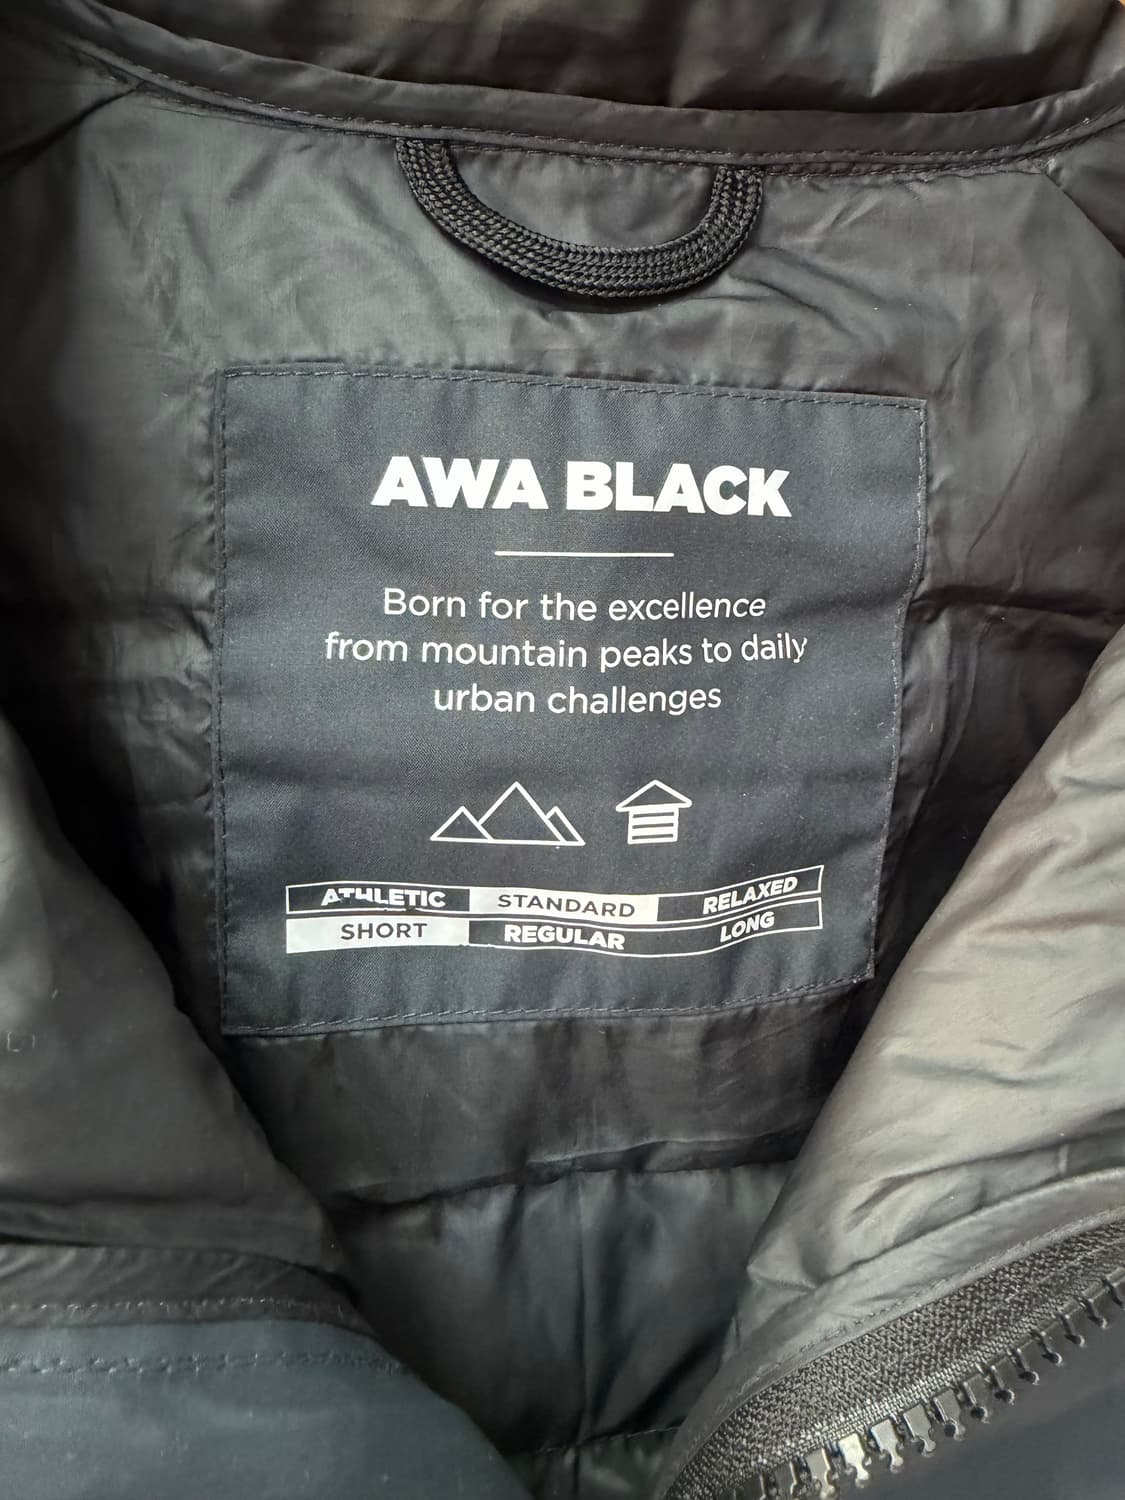 AWA BLACK
Born for the excellence
from mountain peaks to daily
urban challenges
ATHLETIC STANDARD RELAXED
SHORT REGULAR LONG